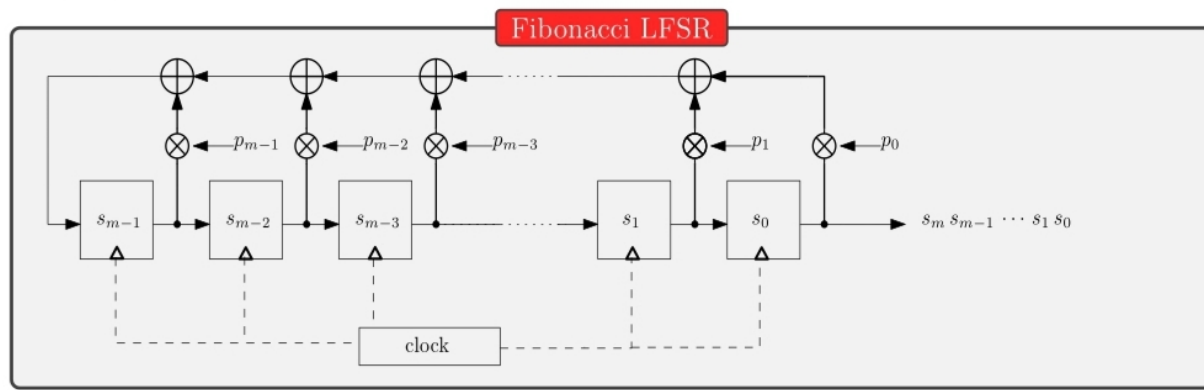 Fibonacci LFSR
p_{m−1} p_{m−2} p_{m−3} p_1 p_0
s_{m−1} s_{m−2} s_{m−3} s_1 s_0 s_m s_{m−1} ⋯ s_1 s_0
clock